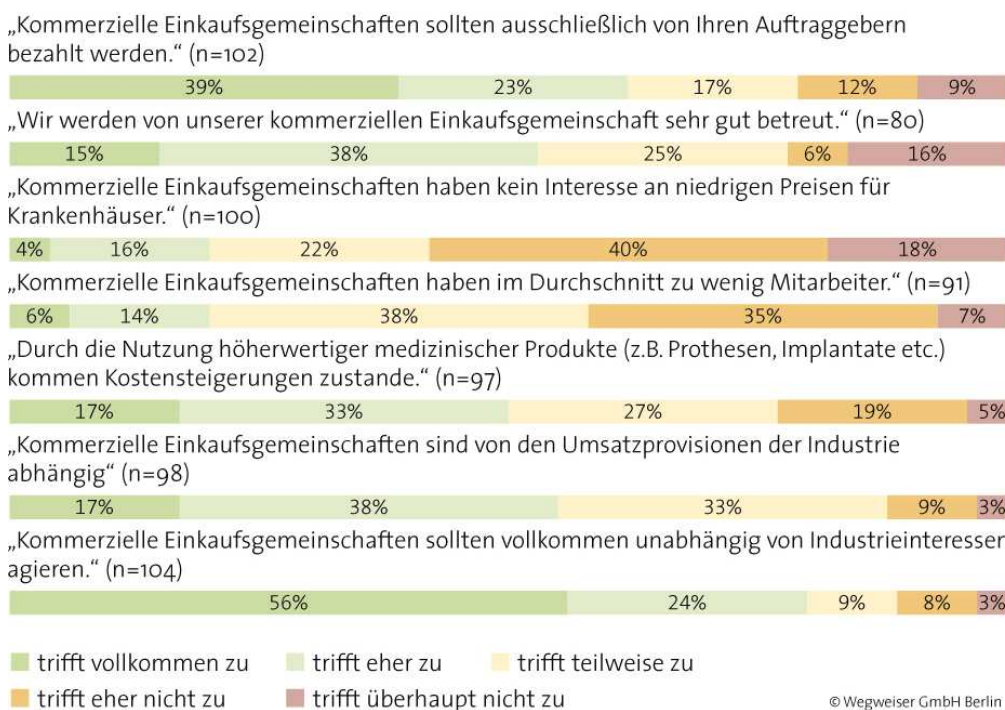 „Kommerzielle Einkaufsgemeinschaften sollten ausschließlich von Ihren Auftraggebern
bezahlt werden.“ (n=102)
39% 23% 17% 12% 9%
„Wir werden von unserer kommerziellen Einkaufsgemeinschaft sehr gut betreut.“ (n=80)
15% 38% 25% 6% 16%
„Kommerzielle Einkaufsgemeinschaften haben kein Interesse an niedrigen Preisen für
Krankenhäuser.“ (n=100)
4% 16% 22% 40% 18%
„Kommerzielle Einkaufsgemeinschaften haben im Durchschnitt zu wenig Mitarbeiter.“ (n=91)
6% 14% 38% 35% 7%
„Durch die Nutzung höherwertiger medizinischer Produkte (z.B. Prothesen, Implantate etc.)
kommen Kostensteigerungen zustande.“ (n=97)
17% 33% 27% 19% 5%
„Kommerzielle Einkaufsgemeinschaften sind von den Umsatzprovisionen der Industrie
abhängig“ (n=98)
17% 38% 33% 9% 3%
„Kommerzielle Einkaufsgemeinschaften sollten vollkommen unabhängig von Industrieinteressen
agieren.“ (n=104)
56% 24% 9% 8% 3%
trifft vollkommen zu trifft eher zu trifft teilweise zu
trifft eher nicht zu trifft überhaupt nicht zu © Wegweiser GmbH Berlin